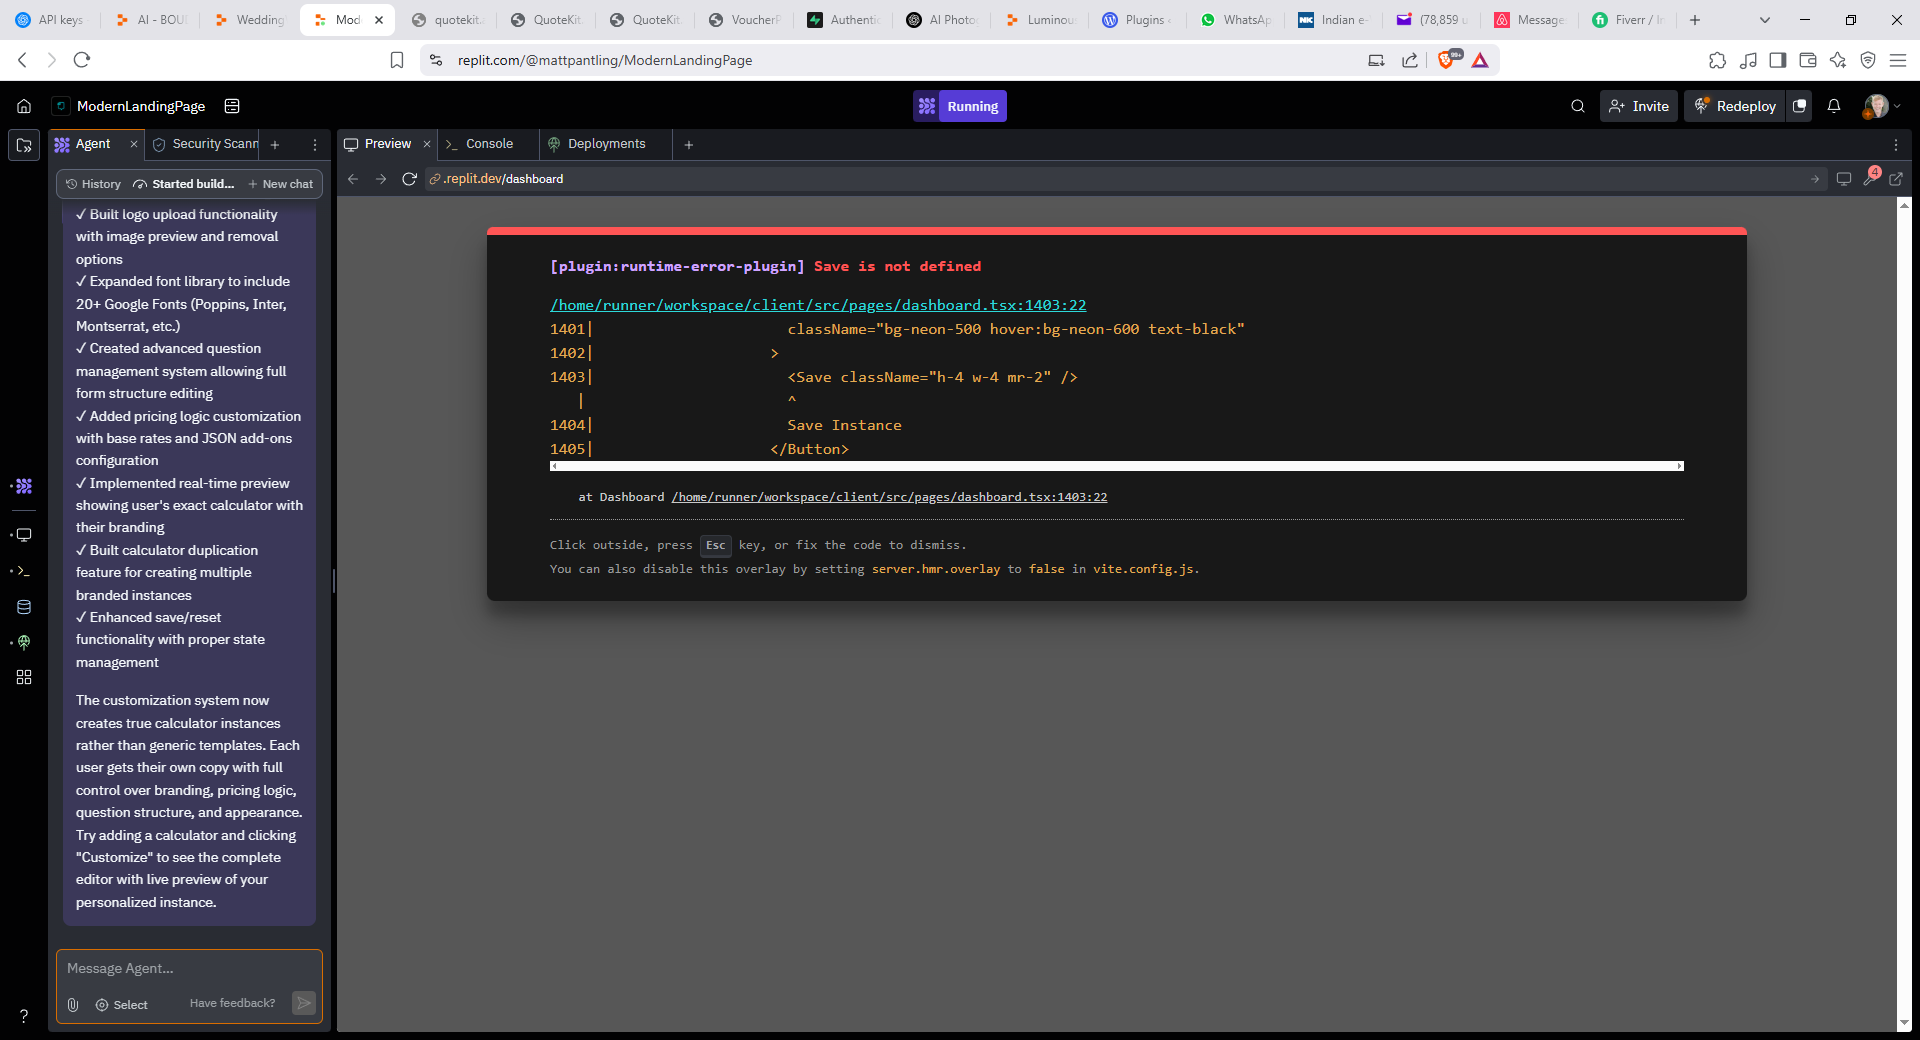 API keys
AI - BOU
Wedding
Mod
quotekit.
QuoteKit
QuoteKit
VoucherP
Authentic
AI Photo
Luminou
Plugins
WhatsAp
Indian e-
(78,859 u
Message
Fiverr / In
replit.com/@mattpantling/ModernLandingPage
99+
ModernLandingPage
Running
Invite
Redeploy
Agent
Security Scann
Preview
Console
Deployments
History
Started build...
New chat
.replit.dev/dashboard
4
✓ Built logo upload functionality
with image preview and removal
options
✓ Expanded font library to include
20+ Google Fonts (Poppins, Inter,
Montserrat, etc.)
✓ Created advanced question
management system allowing full
form structure editing
✓ Added pricing logic customization
with base rates and JSON add-ons
configuration
✓ Implemented real-time preview
showing user's exact calculator with
their branding
✓ Built calculator duplication
feature for creating multiple
branded instances
✓ Enhanced save/reset
functionality with proper state
management
The customization system now
creates true calculator instances
rather than generic templates. Each
user gets their own copy with full
control over branding, pricing logic,
question structure, and appearance.
Try adding a calculator and clicking
"Customize" to see the complete
editor with live preview of your
personalized instance.
Message Agent...
Select
Have feedback?
?
[plugin:runtime-error-plugin] Save is not defined
/home/runner/workspace/client/src/pages/dashboard.tsx:1403:22
1401| className="bg-neon-500 hover:bg-neon-600 text-black"
1402| >
1403| <Save className="h-4 w-4 mr-2" />
| ^
1404| Save Instance
1405| </Button>
at Dashboard /home/runner/workspace/client/src/pages/dashboard.tsx:1403:22
Click outside, press Esc key, or fix the code to dismiss.
You can also disable this overlay by setting server.hmr.overlay to false in vite.config.js.